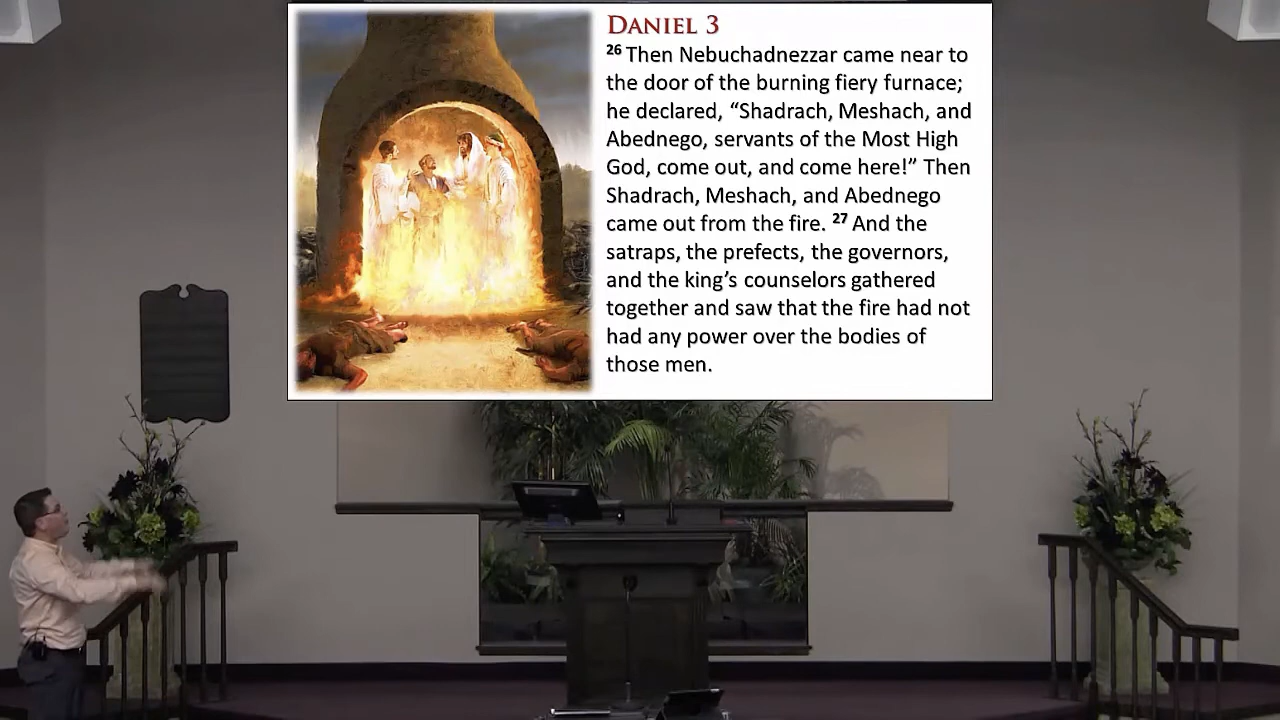 DANIEL 3
26 Then Nebuchadnezzar came near to
the door of the burning fiery furnace;
he declared, “Shadrach, Meshach, and
Abednego, servants of the Most High
God, come out, and come here!” Then
Shadrach, Meshach, and Abednego
came out from the fire. 27 And the
satraps, the prefects, the governors,
and the king’s counselors gathered
together and saw that the fire had not
had any power over the bodies of
those men.